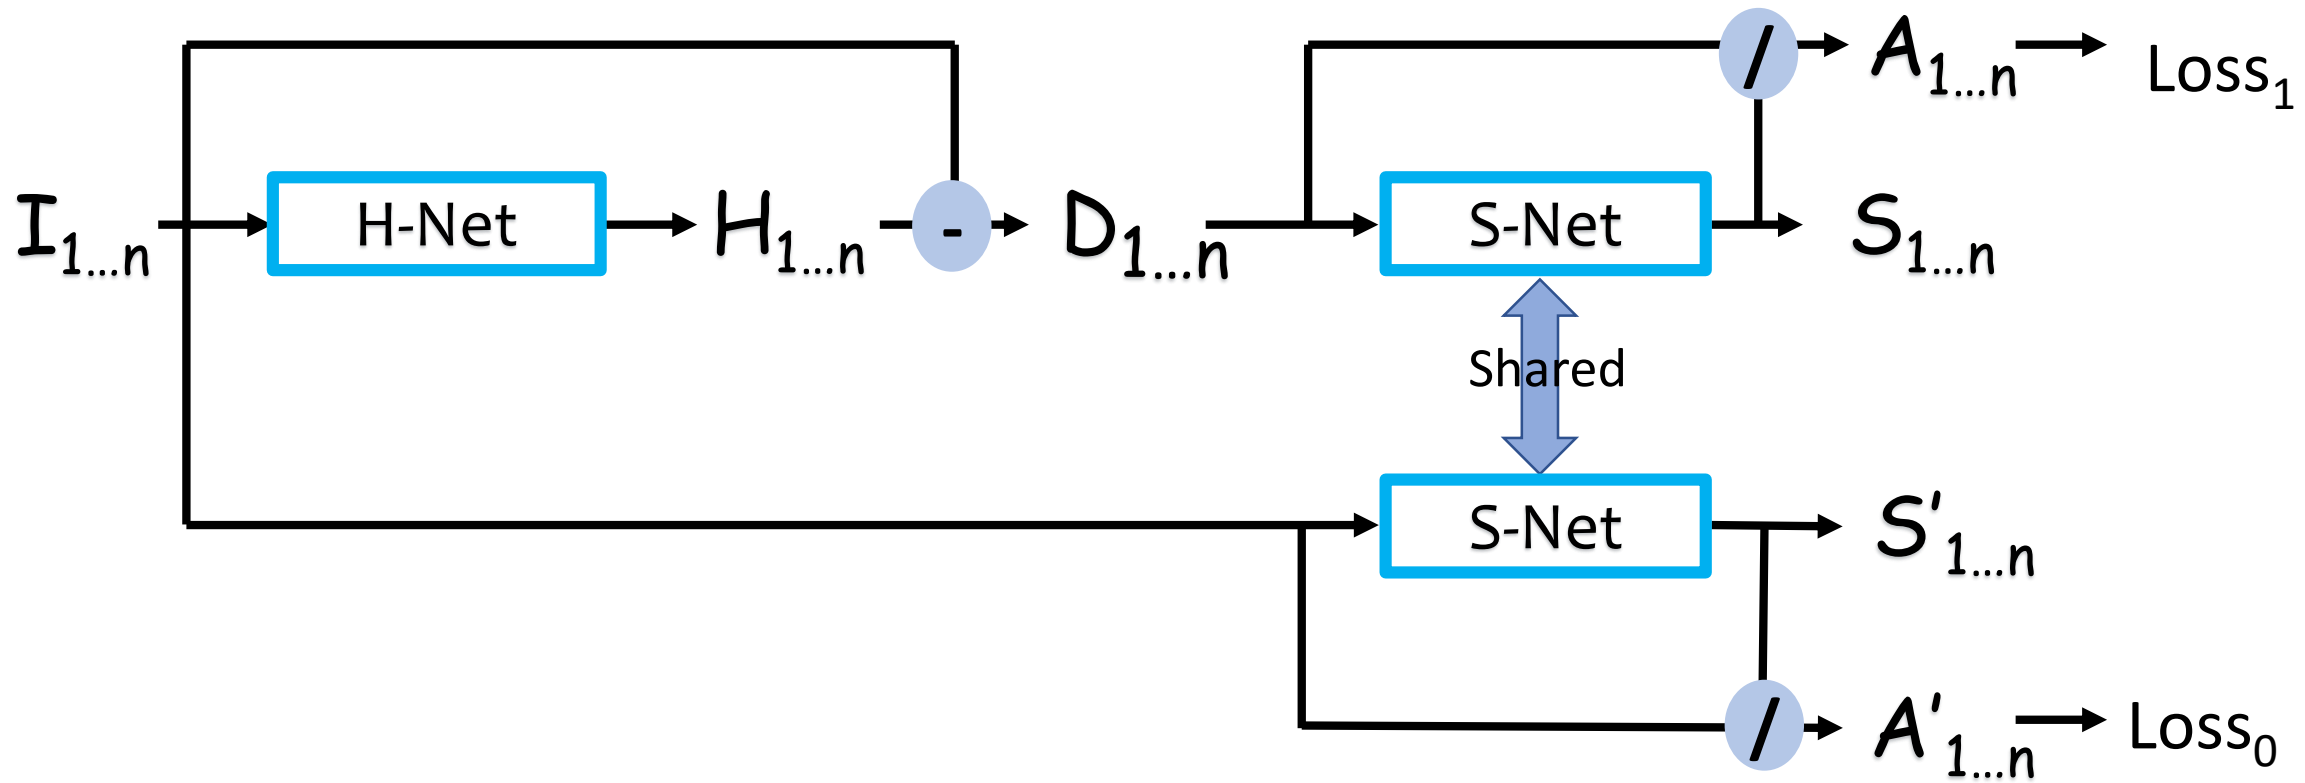 A1...n
Loss1
I1...n
H-Net
H1...n
-
D1...n
S-Net
/
S1...n
Shared
S-Net
S'1...n
/
A'1...n
Loss0